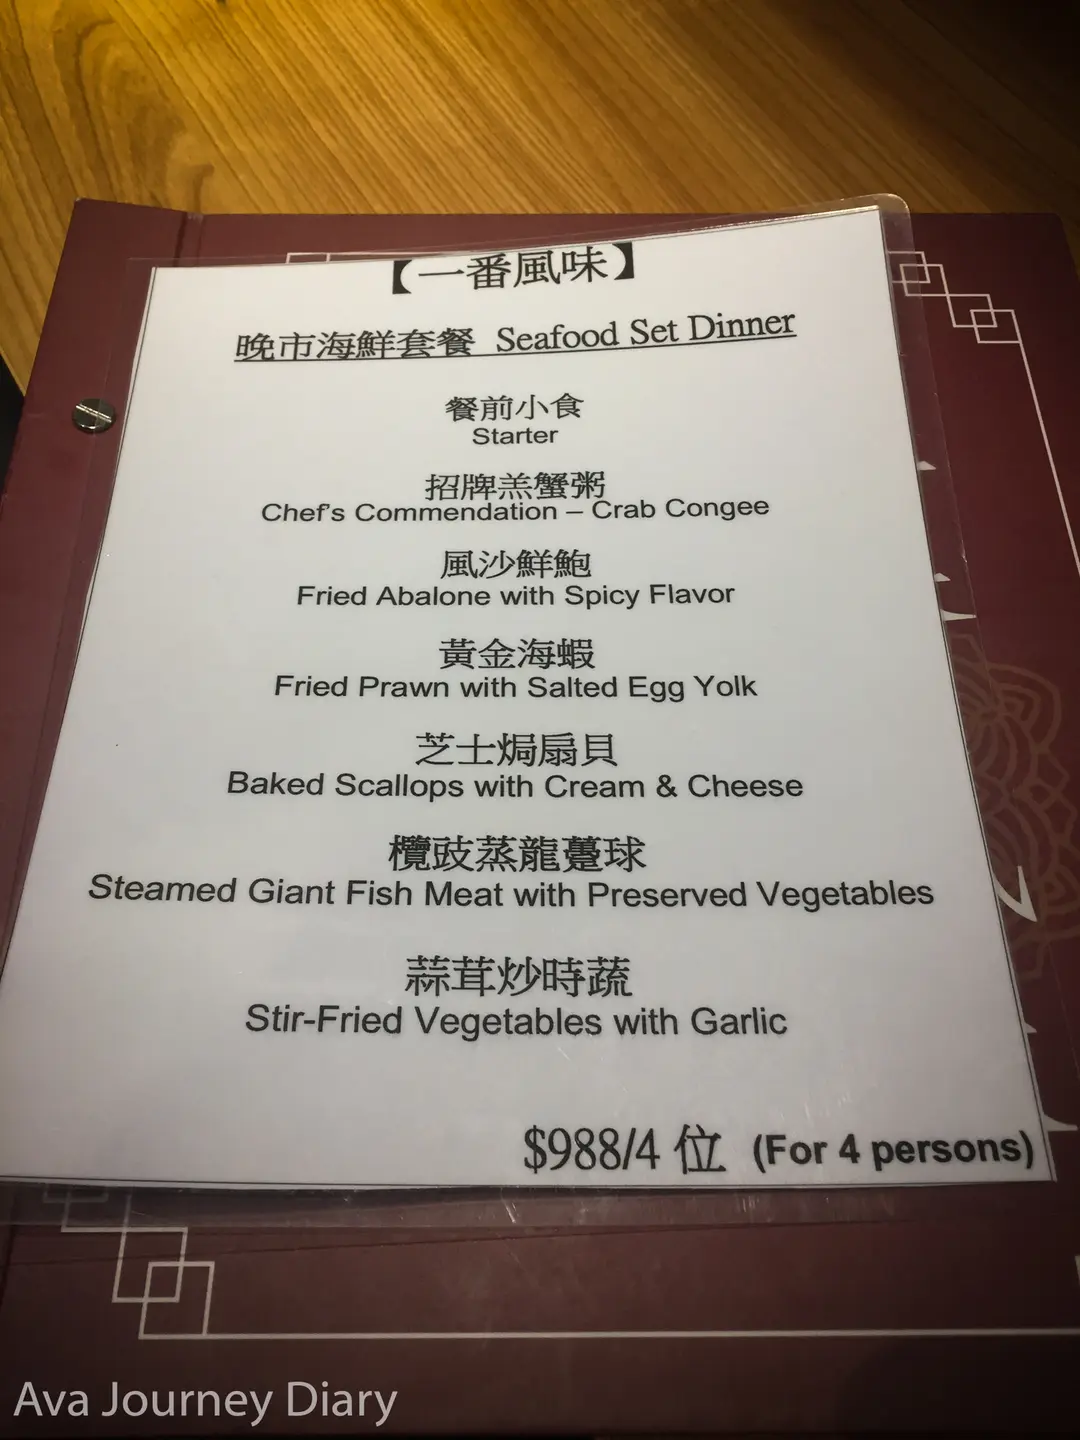 【一番風味】
晚市海鮮套餐 Seafood Set Dinner
餐前小食
Starter
招牌羔蟹粥
Chef's Commendation – Crab Congee
風沙鮮鮑
Fried Abalone with Spicy Flavor
黃金海蝦
Fried Prawn with Salted Egg Yolk
芝士焗扇貝
Baked Scallops with Cream & Cheese
欖豉蒸龍躉球
Steamed Giant Fish Meat with Preserved Vegetables
蒜茸炒時蔬
Stir-Fried Vegetables with Garlic
$988/4 位 (For 4 persons)
Ava Journey Diary